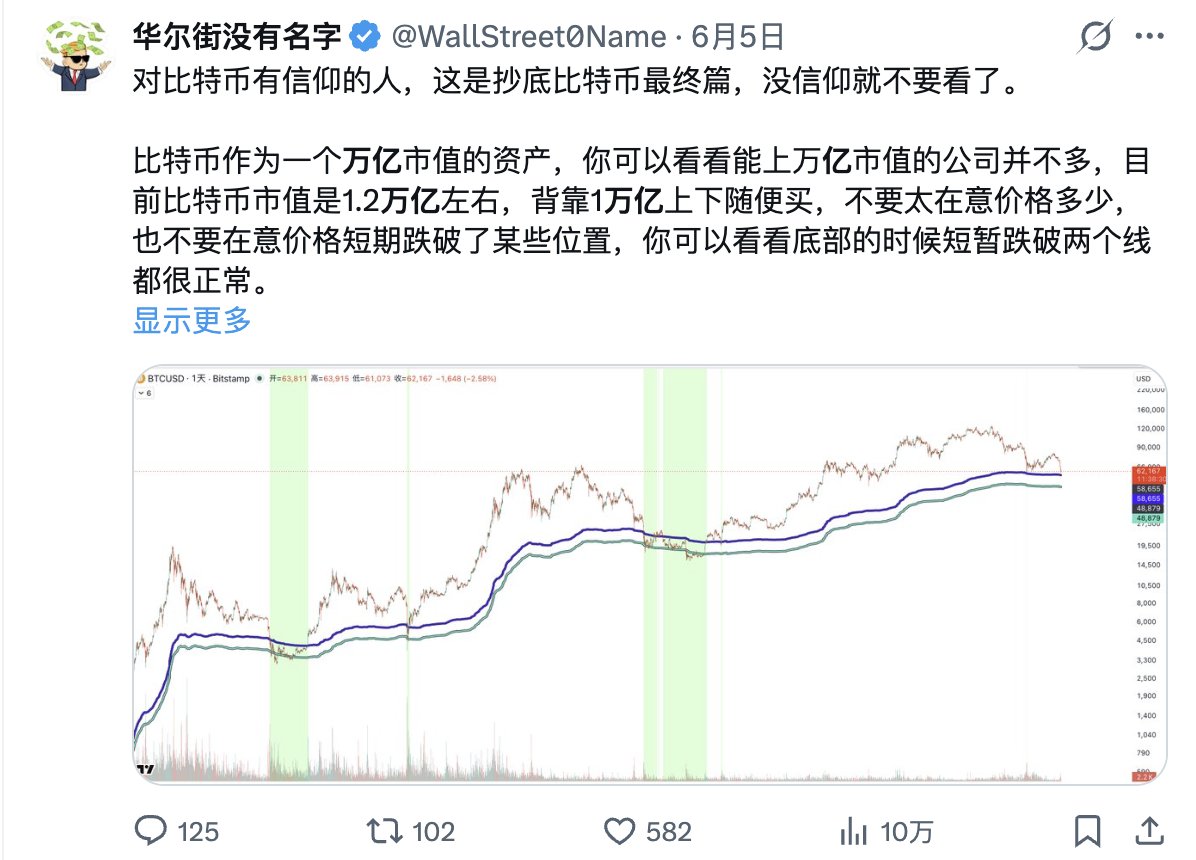 华尔街没有名字 @WallStreet0Name · 6月5日
对比特币有信仰的人，这是抄底比特币最终篇，没信仰就不要看了。
比特币作为一个万亿市值的资产，你可以看看能上万亿市值的公司并不多，目
前比特币市值是1.2万亿左右，背靠1万亿上下随便买，不要太在意价格多少，
也不要在意价格短期跌破了某些位置，你可以看看底部的时候短暂跌破两个线
都很正常。
显示更多
BTCUSD · 1天 · Bitstamp 开=63,811 高=63,915 低=61,073 收=62,167 −1,648 (−2.58%)
6
USD
220,000
160,000
120,000
90,000
62,167
11:38:30
58,655
58,655
48,879
48,879
27,500
19,500
14,500
10,500
8,000
6,000
4,500
3,300
2,500
1,900
1,400
1,040
790
2.2K
125 102 582 10万